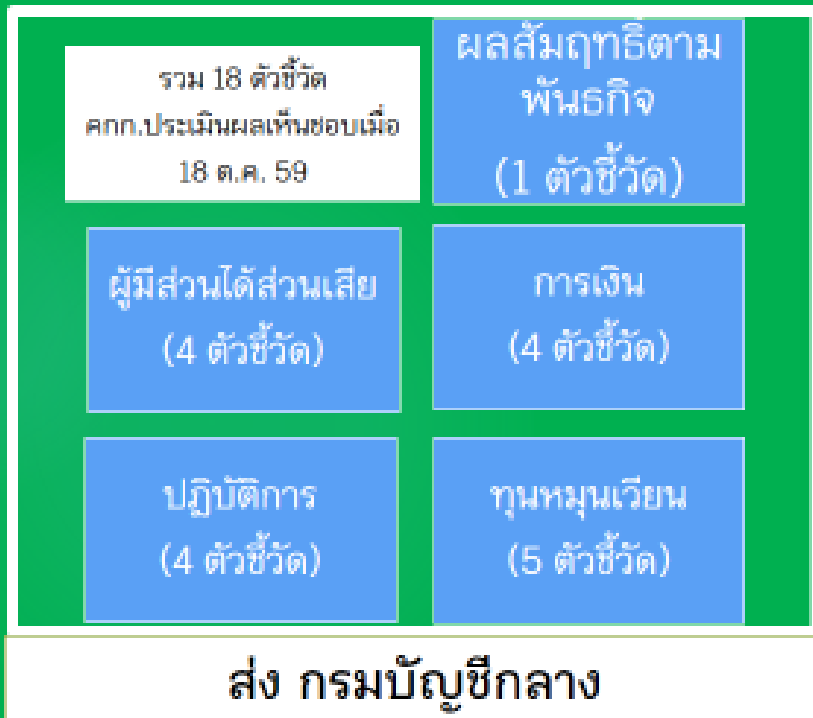 รวม 18 ตัวชี้วัด
คกก.ประเมินผลเห็นชอบเมื่อ
18 ต.ค. 59
ผลสัมฤทธิ์ตาม
พันธกิจ
(1 ตัวชี้วัด)
ผู้มีส่วนได้ส่วนเสีย
(4 ตัวชี้วัด)
การเงิน
(4 ตัวชี้วัด)
ปฏิบัติการ
(4 ตัวชี้วัด)
ทุนหมุนเวียน
(5 ตัวชี้วัด)
ส่ง กรมบัญชีกลาง